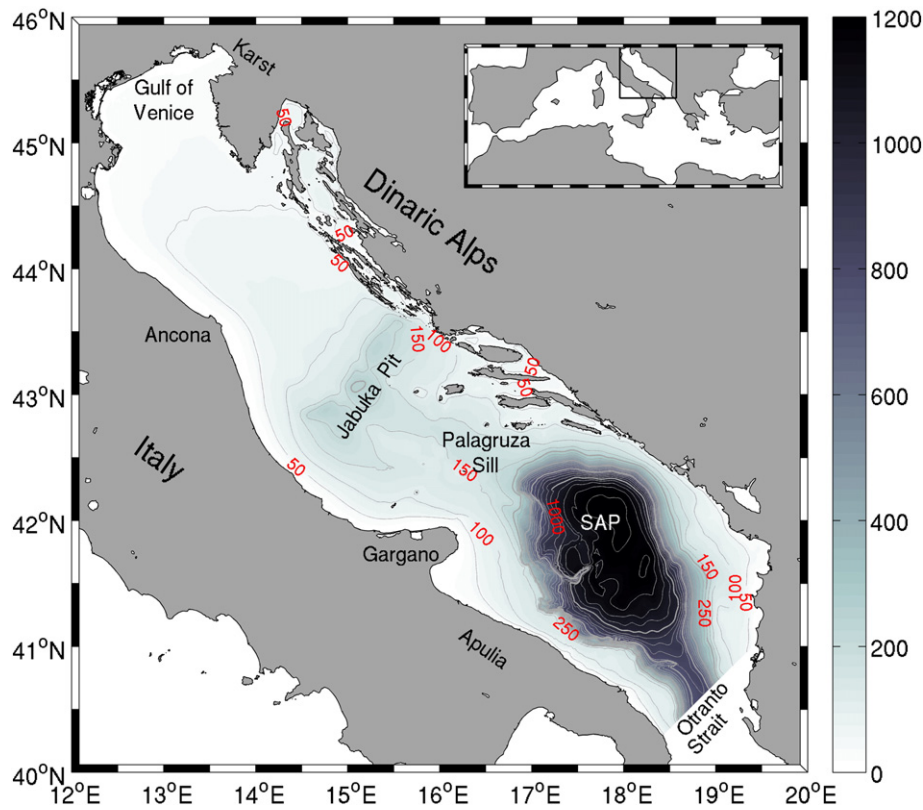 46°N
45°N
44°N
43°N
42°N
41°N
40°N
12°E
13°E
14°E
15°E
16°E
17°E
18°E
19°E
20°E
1200
1000
800
600
400
200
0
Karst
Gulf of
Venice
50
Dinaric Alps
50
50
Ancona
150
100
50
50
Jabuka Pit
Palagruza
Sill
150
Italy
50
100
Gargano
1000
SAP
150
100
50
250
250
Apulia
Otranto
Strait